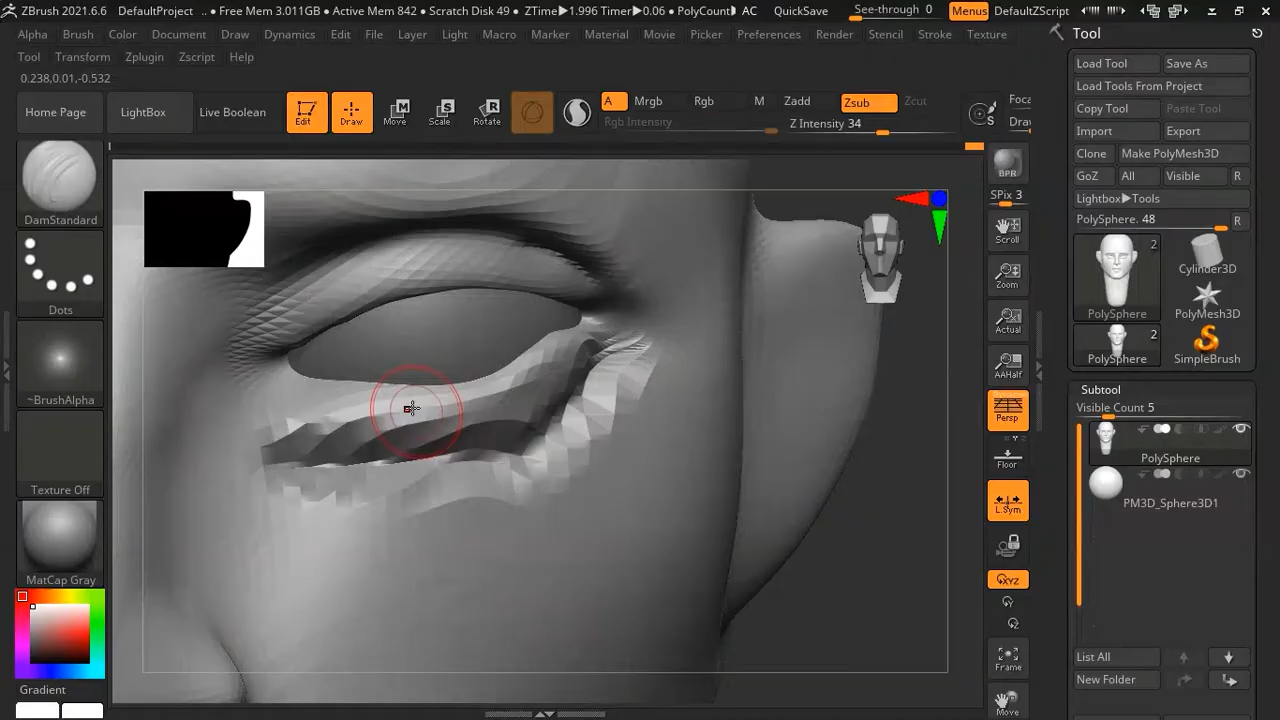 ZBrush 2021.6.6 DefaultProject .. • Free Mem 3.011GB • Active Mem 842 • Scratch Disk 49 • ZTime▶1.996 Timer▶0.06 • PolyCount▶ AC QuickSave See-through 0 Menus DefaultZScript
Alpha Brush Color Document Draw Dynamics Edit File Layer Light Macro Marker Material Movie Picker Preferences Render Stencil Stroke Texture
Tool Transform Zplugin Zscript Help
0.238,0.01,-0.532
Home Page LightBox Live Boolean Edit Draw Move Scale Rotate A Mrgb Rgb M Zadd Zsub Zcut Foca
Rgb Intensity Z Intensity 34 Draw
DamStandard
Dots
~BrushAlpha
Texture Off
MatCap Gray
Gradient
BPR
SPix 3
Scroll
Zoom
Actual
AAHalf
Persp
Floor
L.Sym
XYZ
Y
Z
Frame
Move
Tool
Load Tool Save As
Load Tools From Project
Copy Tool Paste Tool
Import Export
Clone Make PolyMesh3D
GoZ All Visible R
Lightbox▶Tools
PolySphere. 48 R
2
PolySphere Cylinder3D
PolyMesh3D
2
PolySphere SimpleBrush
Subtool
Visible Count 5
PolySphere
PM3D_Sphere3D1
List All
New Folder